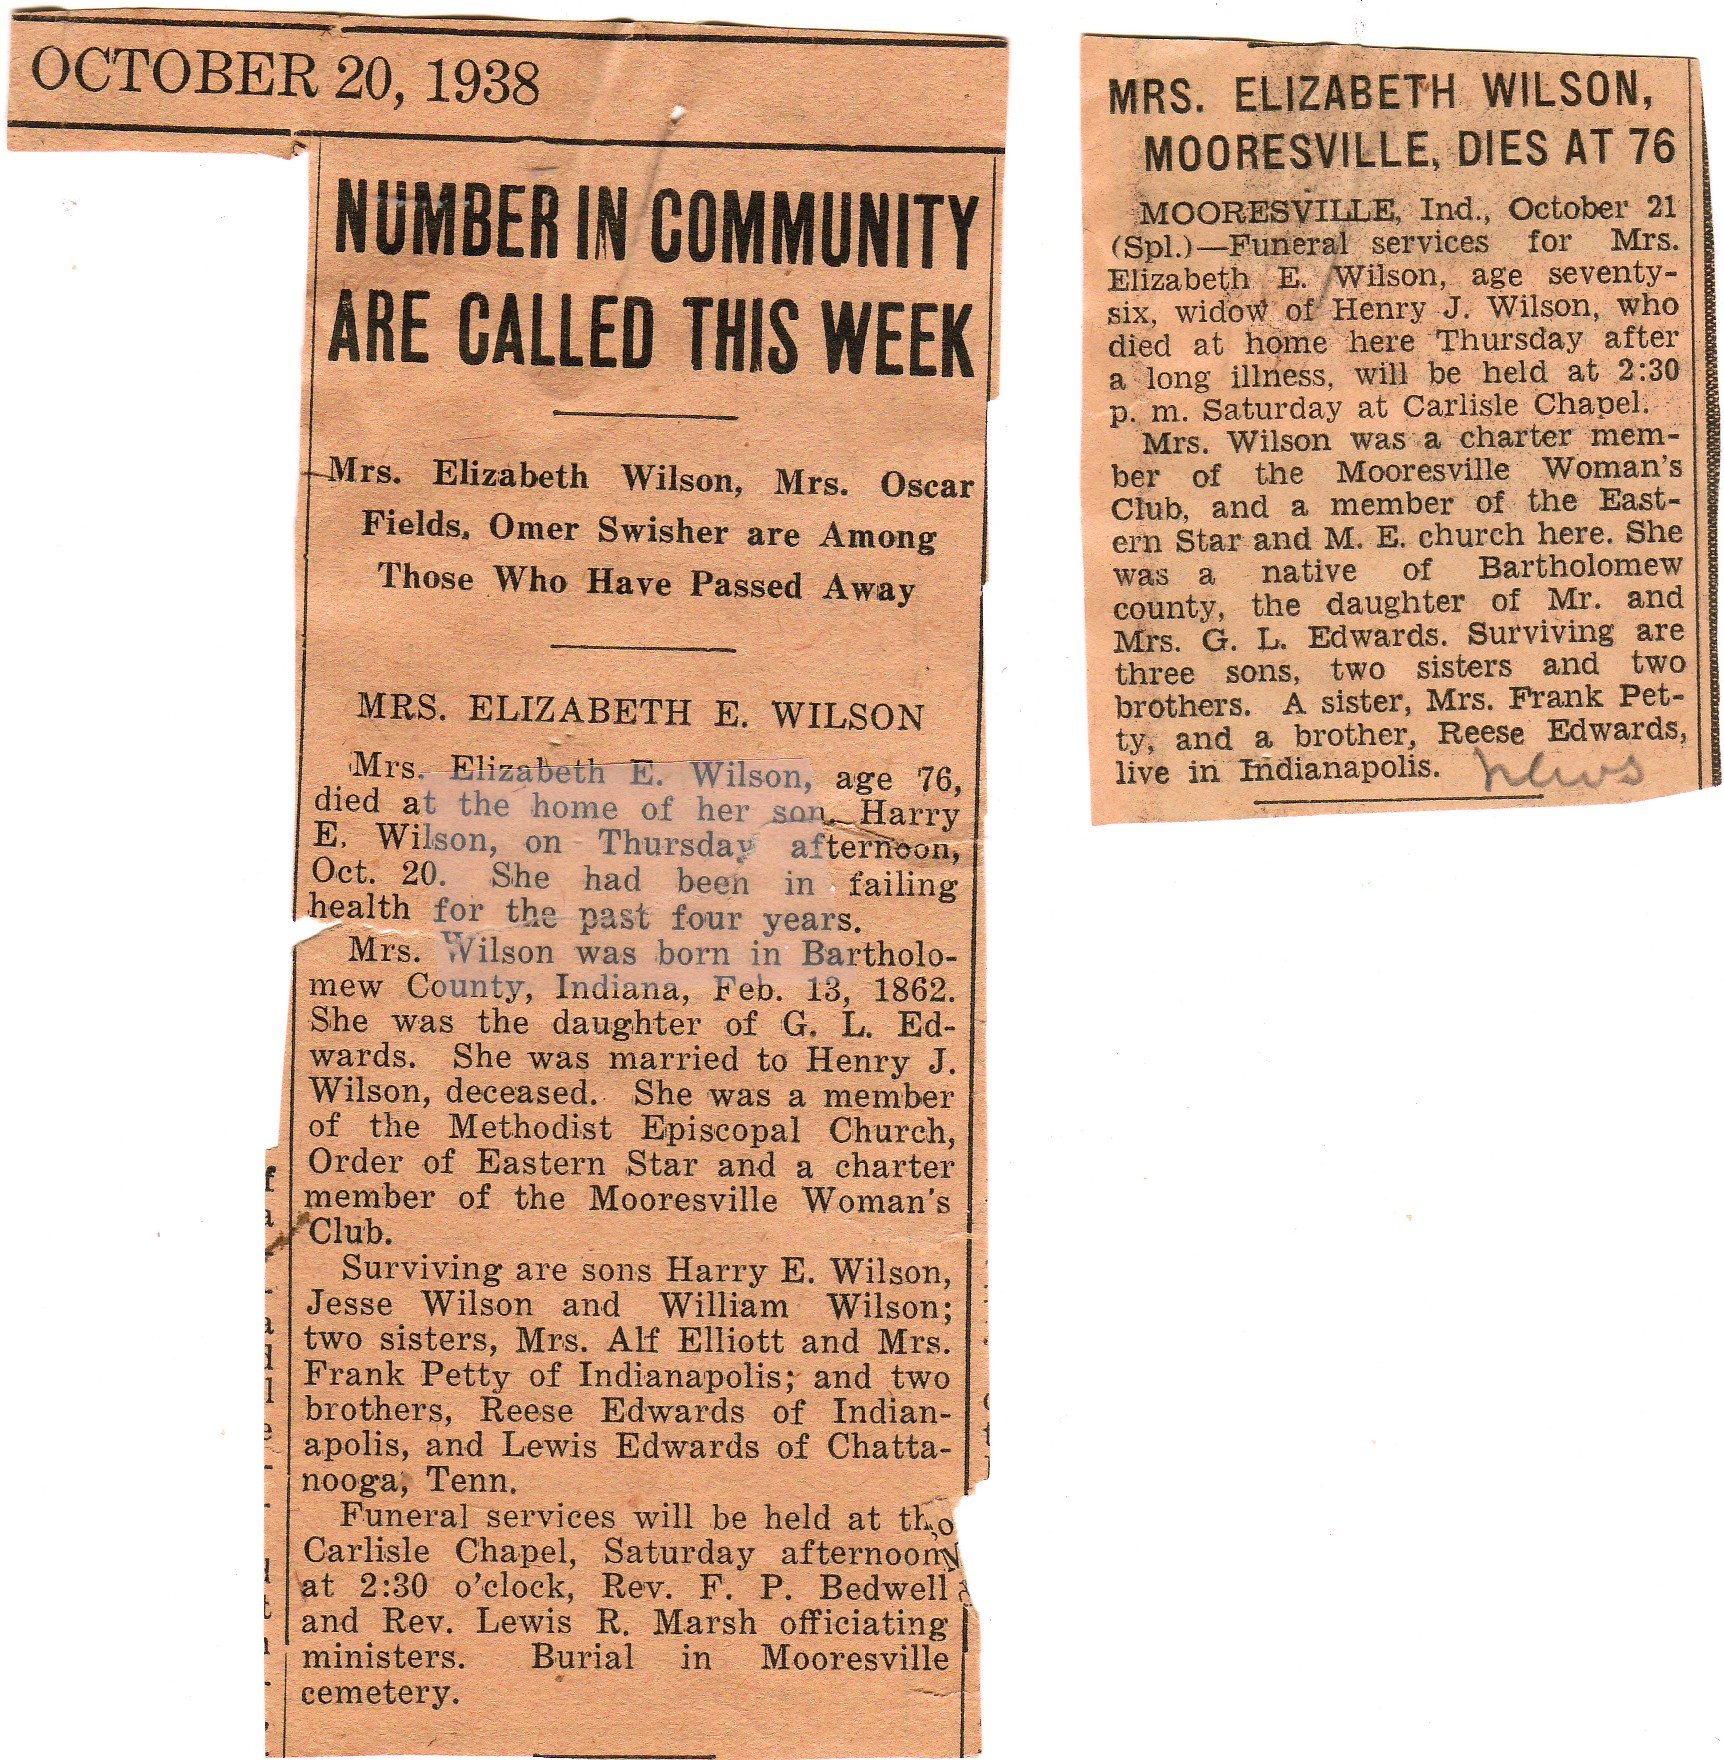 OCTOBER 20, 1938
NUMBER IN COMMUNITY
ARE CALLED THIS WEEK
Mrs. Elizabeth Wilson, Mrs. Oscar
Fields, Omer Swisher are Among
Those Who Have Passed Away
MRS. ELIZABETH E. WILSON
Mrs. Elizabeth E. Wilson, age 76,
died at the home of her son, Harry
E. Wilson, on Thursday afternoon,
Oct. 20. She had been in failing
health for the past four years.
Mrs. Wilson was born in Bartholo-
mew County, Indiana, Feb. 13, 1862.
She was the daughter of G. L. Ed-
wards. She was married to Henry J.
Wilson, deceased. She was a member
of the Methodist Episcopal Church,
Order of Eastern Star and a charter
member of the Mooresville Woman's
Club.
Surviving are sons Harry E. Wilson,
Jesse Wilson and William Wilson;
two sisters, Mrs. Alf Elliott and Mrs.
Frank Petty of Indianapolis; and two
brothers, Reese Edwards of Indian-
apolis, and Lewis Edwards of Chatta-
nooga, Tenn.
Funeral services will be held at the
Carlisle Chapel, Saturday afternoon
at 2:30 o'clock, Rev. F. P. Bedwell
and Rev. Lewis R. Marsh officiating
ministers. Burial in Mooresville
cemetery.
MRS. ELIZABETH WILSON,
MOORESVILLE, DIES AT 76
MOORESVILLE, Ind., October 21
(Spl.)—Funeral services for Mrs.
Elizabeth E. Wilson, age seventy-
six, widow of Henry J. Wilson, who
died at home here Thursday after
a long illness, will be held at 2:30
p. m. Saturday at Carlisle Chapel.
Mrs. Wilson was a charter mem-
ber of the Mooresville Woman's
Club, and a member of the East-
ern Star and M. E. church here. She
was a native of Bartholomew
county, the daughter of Mr. and
Mrs. G. L. Edwards. Surviving are
three sons, two sisters and two
brothers. A sister, Mrs. Frank Pet-
ty, and a brother, Reese Edwards,
live in Indianapolis.
News